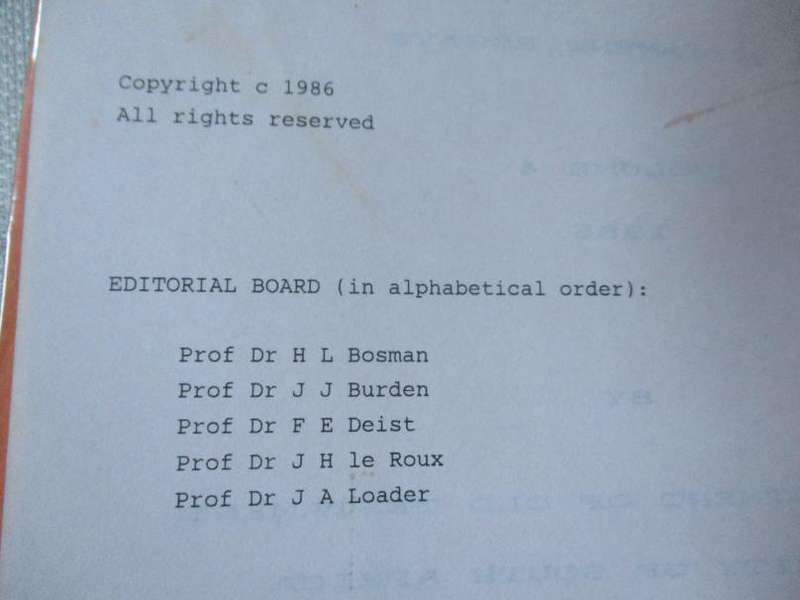 Copyright c 1986
All rights reserved
EDITORIAL BOARD (in alphabetical order):
Prof Dr H L Bosman
Prof Dr J J Burden
Prof Dr F E Deist
Prof Dr J H le Roux
Prof Dr J A Loader